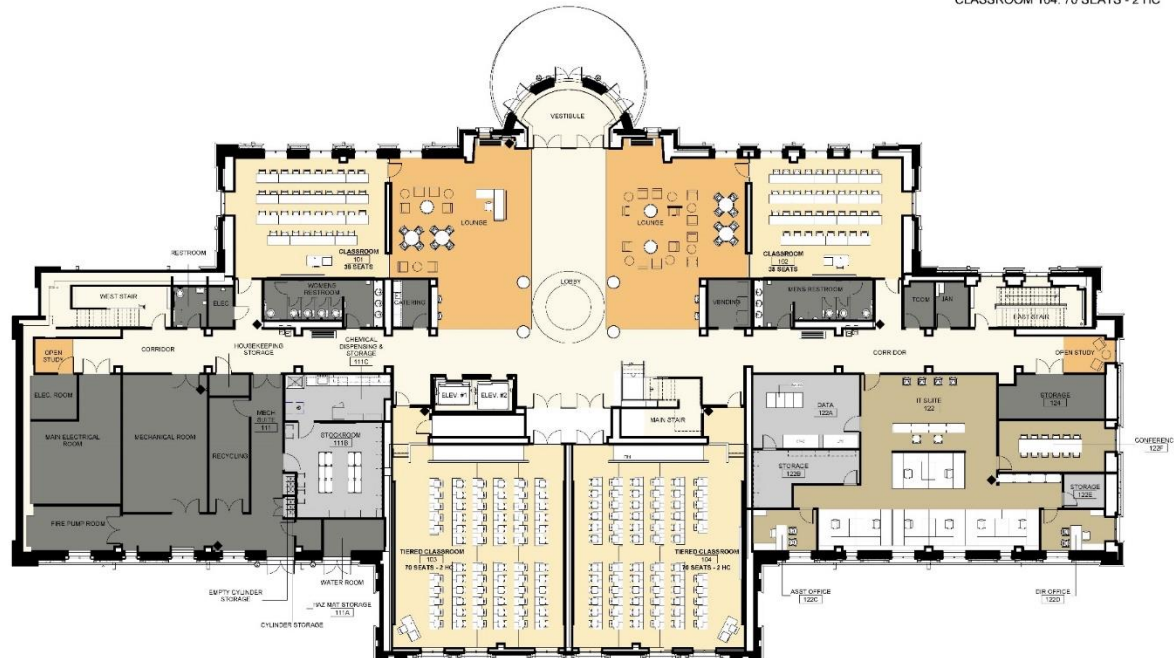 CLASSROOM 104: 70 SEATS - 2 HC
VESTIBULE
LOUNGE
LOUNGE
CLASSROOM
101
38 SEATS
CLASSROOM
102
38 SEATS
RESTROOM
WEST STAIR
ELEC
WOMENS
RESTROOM
CATERING
LOBBY
VENDING
MENS RESTROOM
TCOM
JAN
EAST STAIR
OPEN
STUDY
CORRIDOR
HOUSEKEEPING
STORAGE
CHEMICAL
DISPENSING &
STORAGE
111C
CORRIDOR
OPEN STUDY
ELEC. ROOM
MAIN ELECTRICAL
ROOM
MECHANICAL ROOM
RECYCLING
MECH
SUITE
111
STOCKROOM
111B
ELEV. #1
ELEV. #2
MAIN STAIR
DATA
122A
IT SUITE
122
STORAGE
124
CONFERENC
122F
STORAGE
122B
STORAGE
122E
FIRE PUMP ROOM
TIERED CLASSROOM
103
70 SEATS - 2 HC
TIERED CLASSROOM
104
70 SEATS - 2 HC
WATER ROOM
EMPTY CYLINDER
STORAGE
HAZ MAT STORAGE
111A
CYLINDER STORAGE
ASST OFFICE
122C
DIR OFFICE
122D